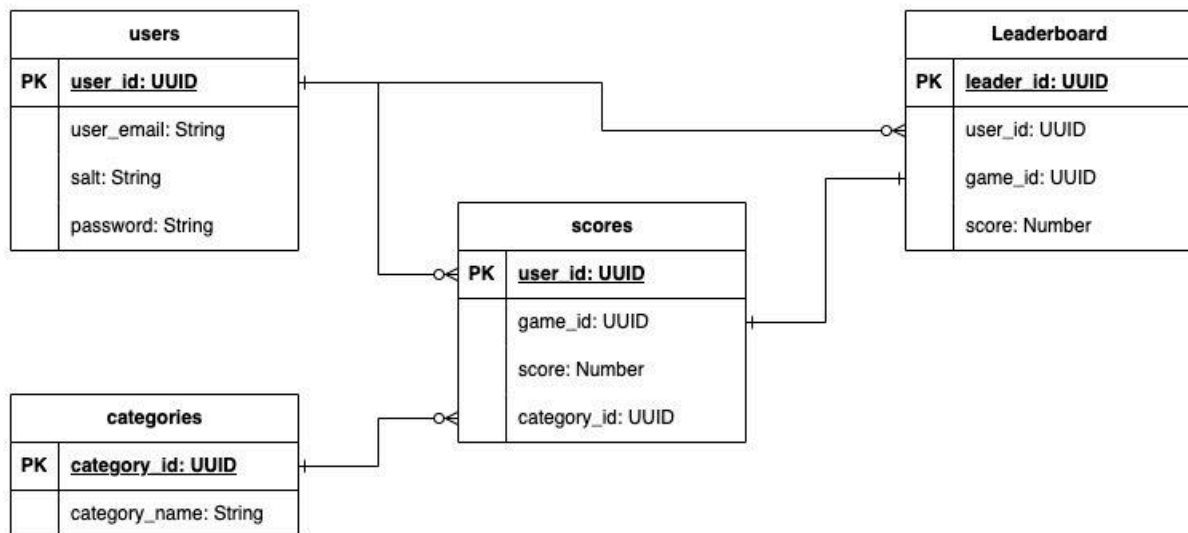 users
PK user_id: UUID
user_email: String
salt: String
password: String
Leaderboard
PK leader_id: UUID
user_id: UUID
game_id: UUID
score: Number
scores
PK user_id: UUID
game_id: UUID
score: Number
category_id: UUID
categories
PK category_id: UUID
category_name: String